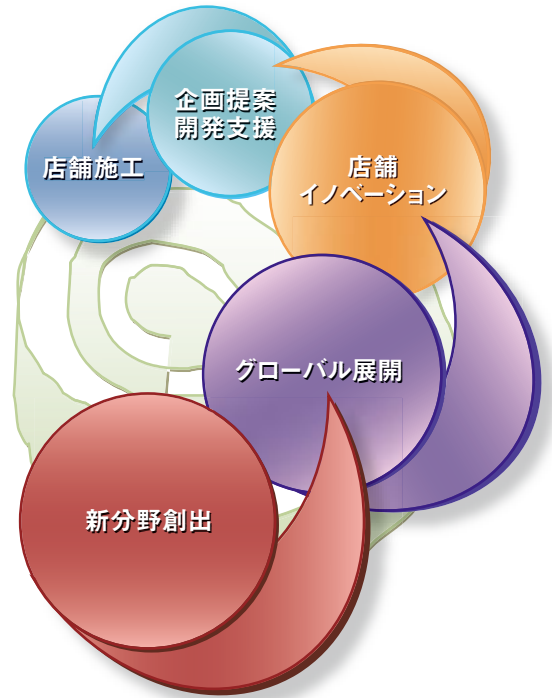 企画提案
開発支援
店舗施工
店舗
イノベーション
グローバル展開
新分野創出